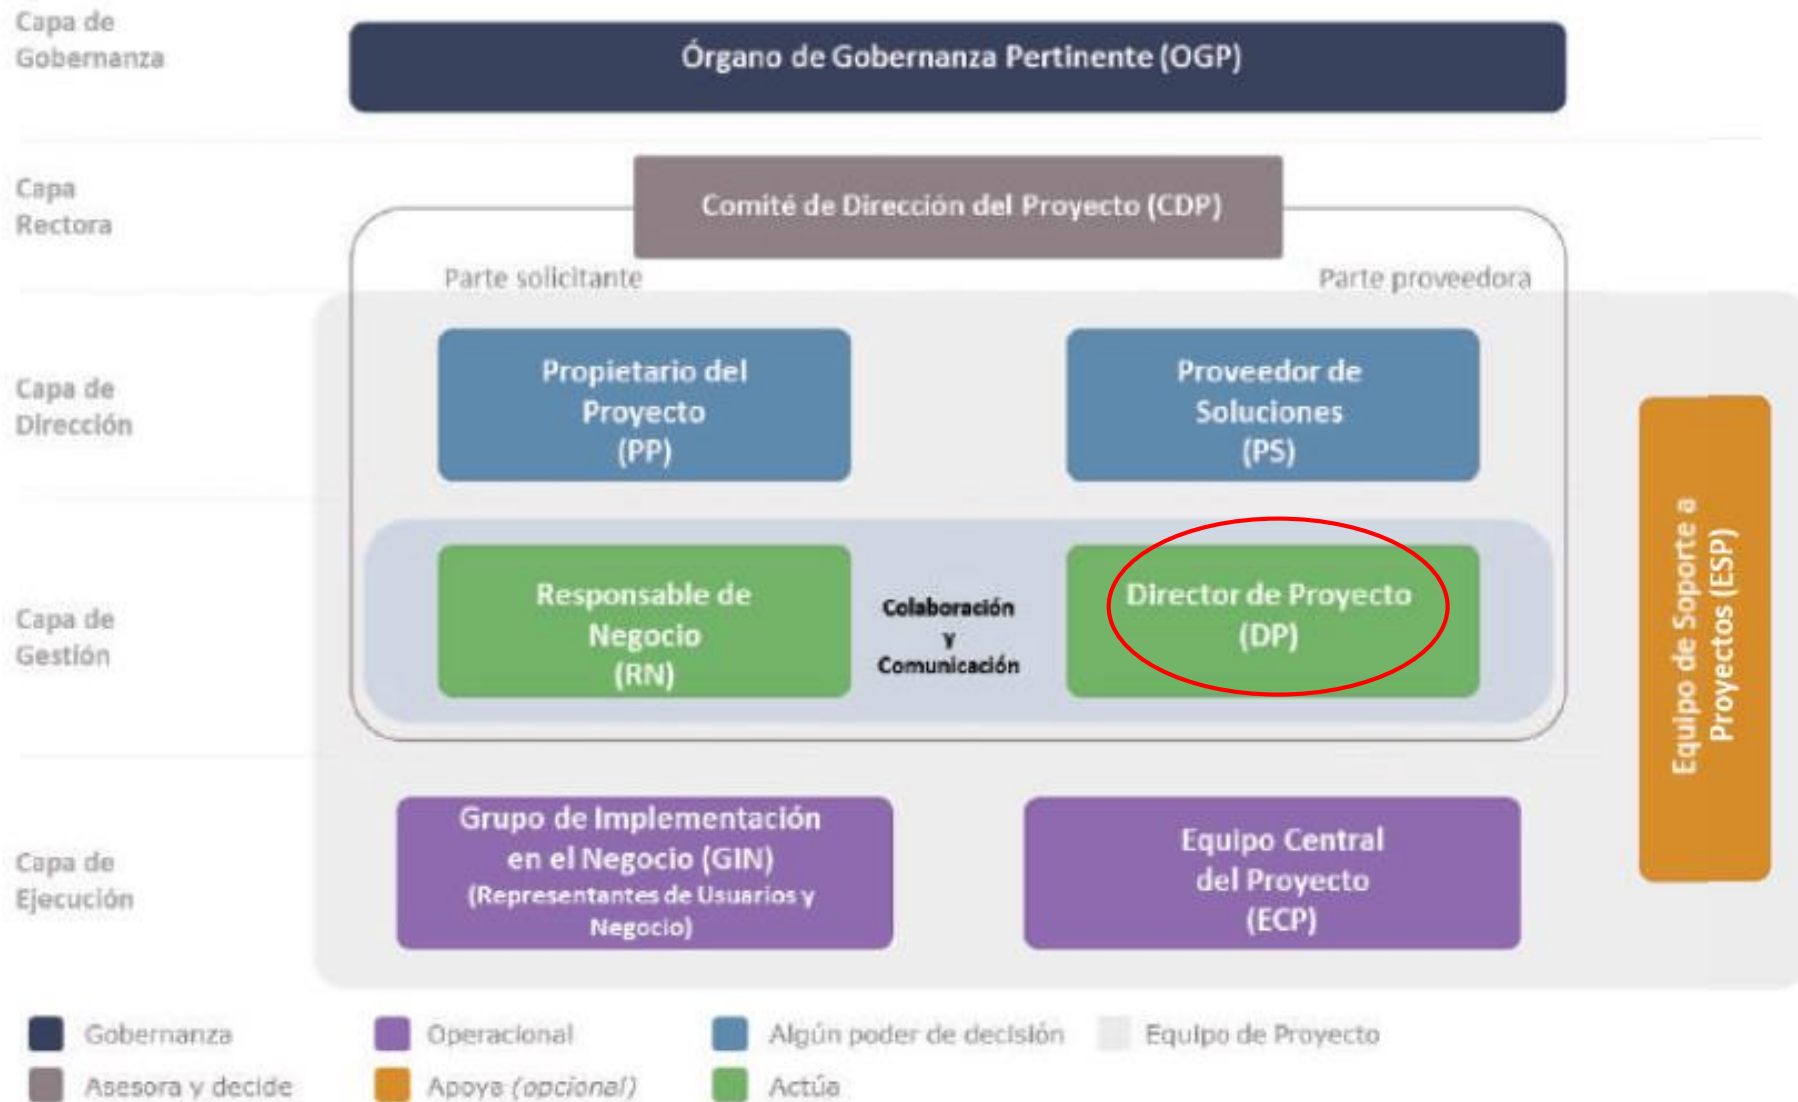 Capa de
Gobernanza
Órgano de Gobernanza Pertinente (OGP)
Capa
Rectora
Comité de Dirección del Proyecto (CDP)
Parte solicitante
Parte proveedora
Capa de
Dirección
Propietario del
Proyecto
(PP)
Proveedor de
Soluciones
(PS)
Capa de
Gestión
Responsable de
Negocio
(RN)
Colaboración
y
Comunicación
Director de Proyecto
(DP)
Equipo de Soporte a
Proyectos (ESP)
Capa de
Ejecución
Grupo de Implementación
en el Negocio (GIN)
(Representantes de Usuarios y
Negocio)
Equipo Central
del Proyecto
(ECP)
Gobernanza
Operacional
Algún poder de decisión
Equipo de Proyecto
Asesora y decide
Apoya (opcional)
Actúa